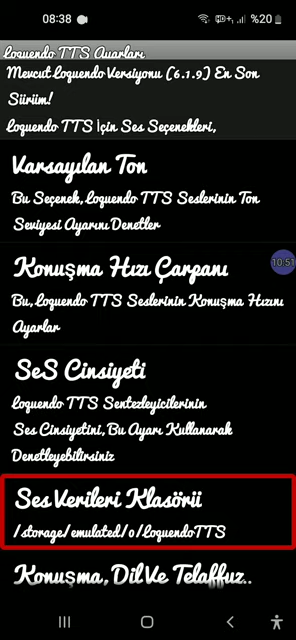 08:38
%20
Loquendo TTS Ayarları
Mevcut Loquendo Versiyonu (6.1.9) En Son
Sürüm!
Loquendo TTS İçin Ses Seçenekleri,
Varsayılan Ton
Bu Seçenek, Loquendo TTS Seslerinin Ton
Seviyesi Ayarını Denetler
Konuşma Hızı Çarpanı
10:51
Bu, Loquendo TTS Seslerinin Konuşma Hızını
Ayarlar
SeS Cinsiyeti
Loquendo TTS Sentezleyicilerinin
Ses Cinsiyetini, Bu Ayarı Kullanarak
Denetleyebilirsiniz
Ses Verileri Klasörü
/storage/emulated/0/LoquendoTTS
Konuşma, Dil Ve Telaffuz..